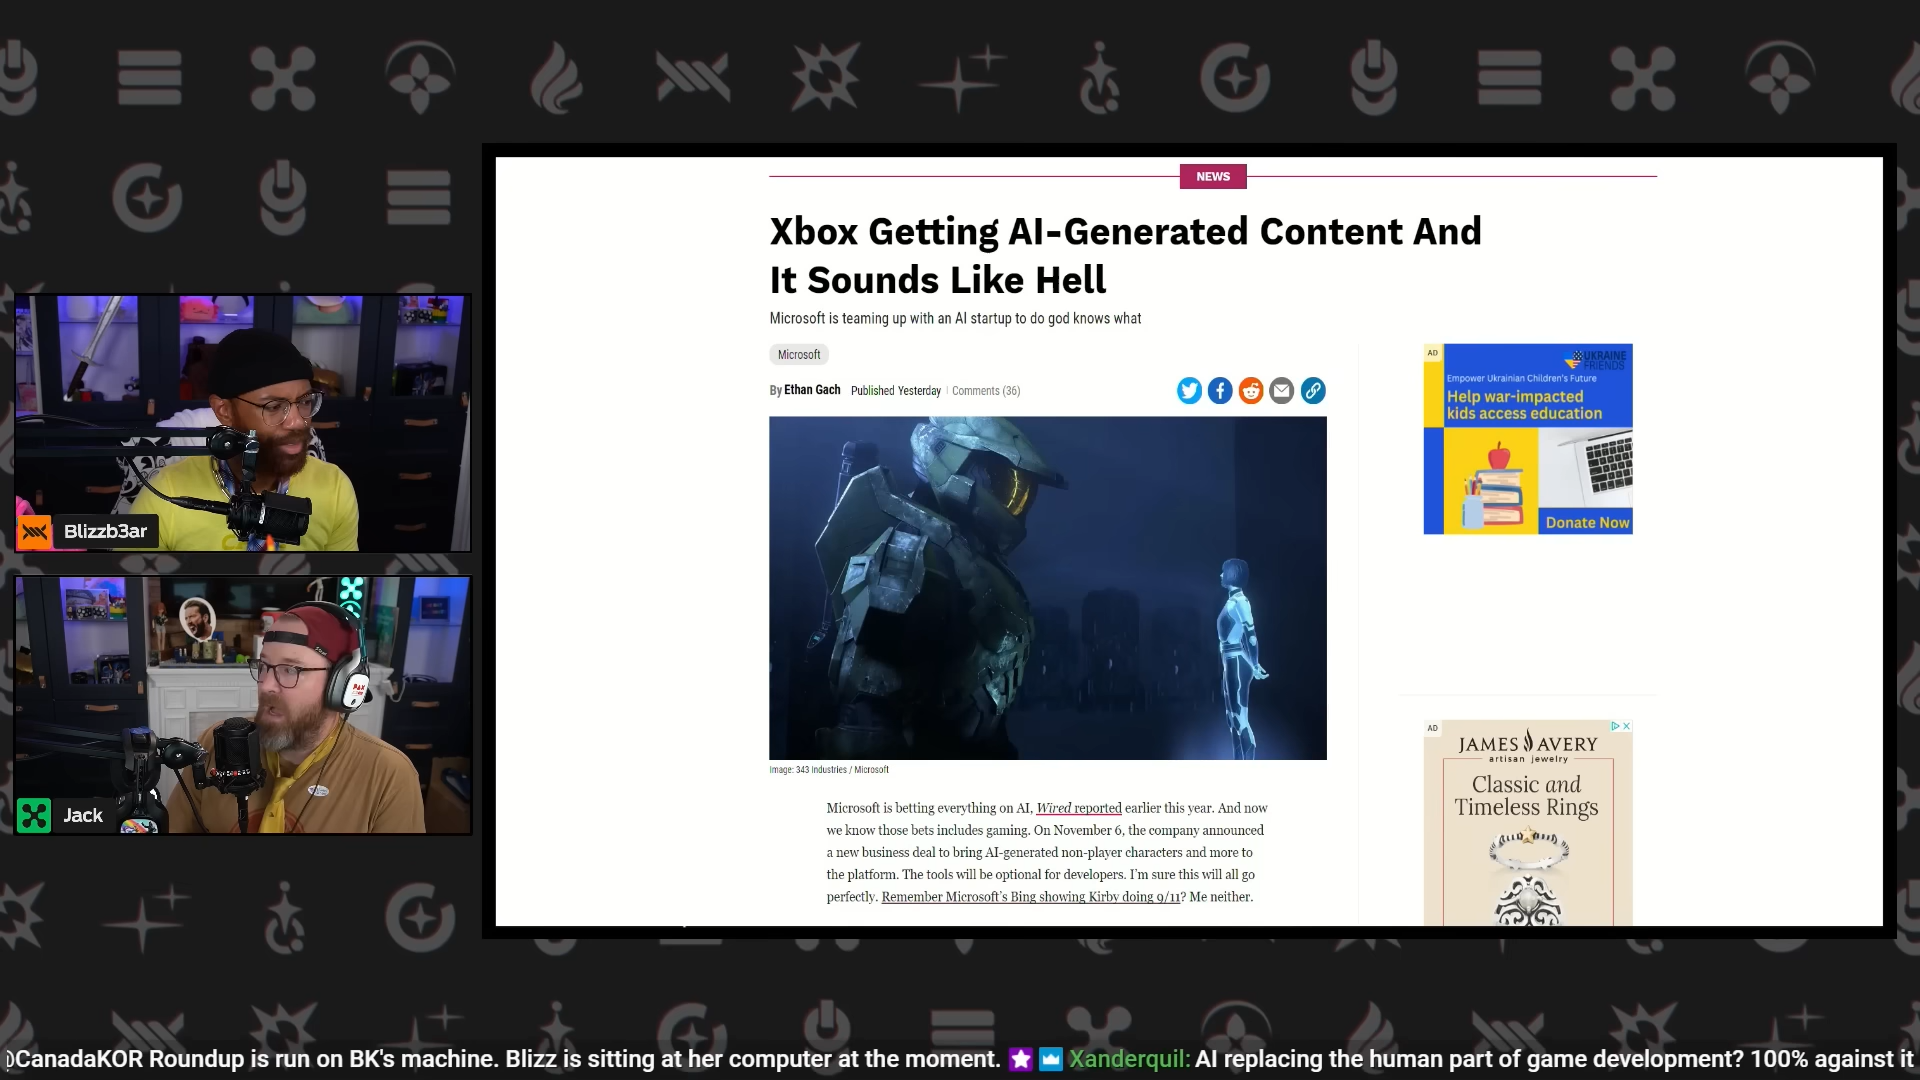 NEWS
Xbox Getting AI-Generated Content And
It Sounds Like Hell
Microsoft is teaming up with an AI startup to do god knows what
Microsoft
By Ethan Gach Published Yesterday Comments (36)
AD
UKRAINE
FRIENDS
Empower Ukrainian Children's Future
Help war-impacted
kids access education
Donate Now
Image: 343 Industries / Microsoft
Microsoft is betting everything on AI, Wired reported earlier this year. And now
we know those bets includes gaming. On November 6, the company announced
a new business deal to bring AI-generated non-player characters and more to
the platform. The tools will be optional for developers. I'm sure this will all go
perfectly. Remember Microsoft's Bing showing Kirby doing 9/11? Me neither.
AD
JAMES AVERY
artisan jewelry
Classic and
Timeless Rings
Blizzb3ar
Jack
@CanadaKOR Roundup is run on BK's machine. Blizz is sitting at her computer at the moment. Xanderquil: AI replacing the human part of game development? 100% against it